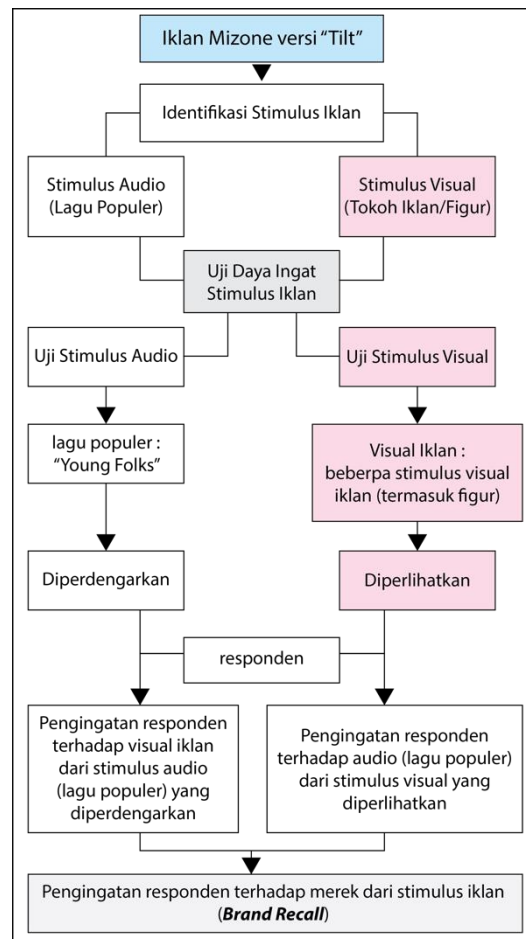 Iklan Mizone versi “Tilt”
Identifikasi Stimulus Iklan
Stimulus Audio
(Lagu Populer)
Stimulus Visual
(Tokoh Iklan/Figur)
Uji Daya Ingat
Stimulus Iklan
Uji Stimulus Audio
Uji Stimulus Visual
lagu populer :
“Young Folks”
Visual Iklan :
beberpa stimulus visual
iklan (termasuk figur)
Diperdengarkan
Diperlihatkan
responden
Pengingatan responden
terhadap visual iklan
dari stimulus audio
(lagu populer) yang
diperdengarkan
Pengingatan responden
terhadap audio (lagu populer)
dari stimulus visual yang
diperlihatkan
Pengingatan responden terhadap merek dari stimulus iklan
(Brand Recall)